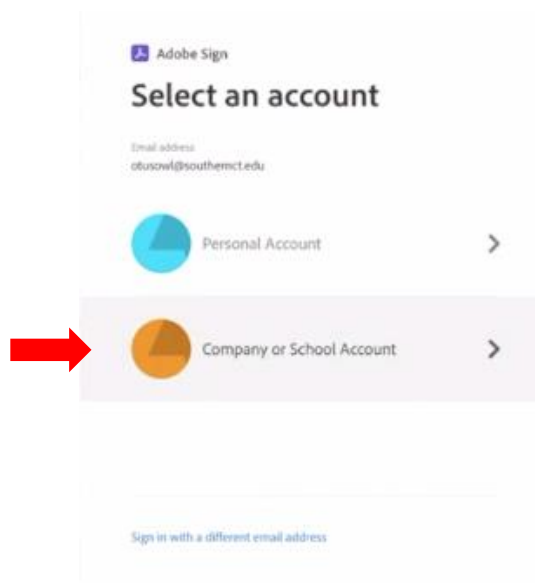 Adobe Sign
Select an account
Email address
otusowl@southernct.edu
Personal Account
Company or School Account
Sign in with a different email address